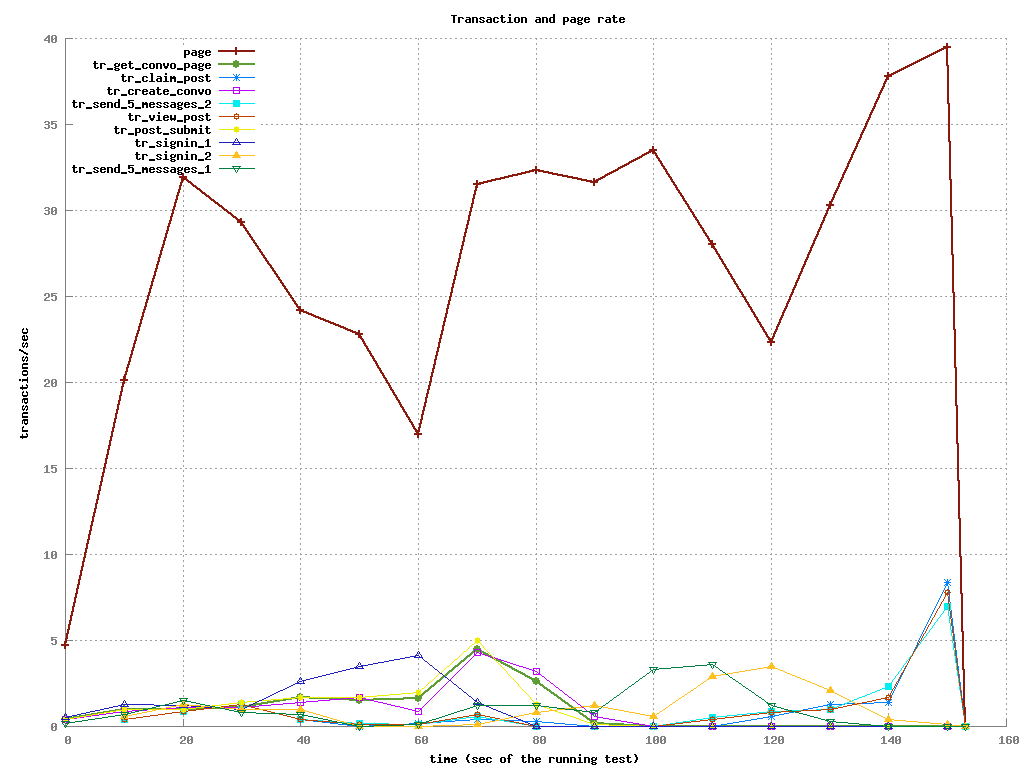 Transaction and page rate
40
35
30
25
20
15
10
5
0
transactions/sec
page
tr_get_convo_page
tr_claim_post
tr_create_convo
tr_send_5_messages_2
tr_view_post
tr_post_submit
tr_signin_1
tr_signin_2
tr_send_5_messages_1
0 20 40 60 80 100 120 140 160
time (sec of the running test)